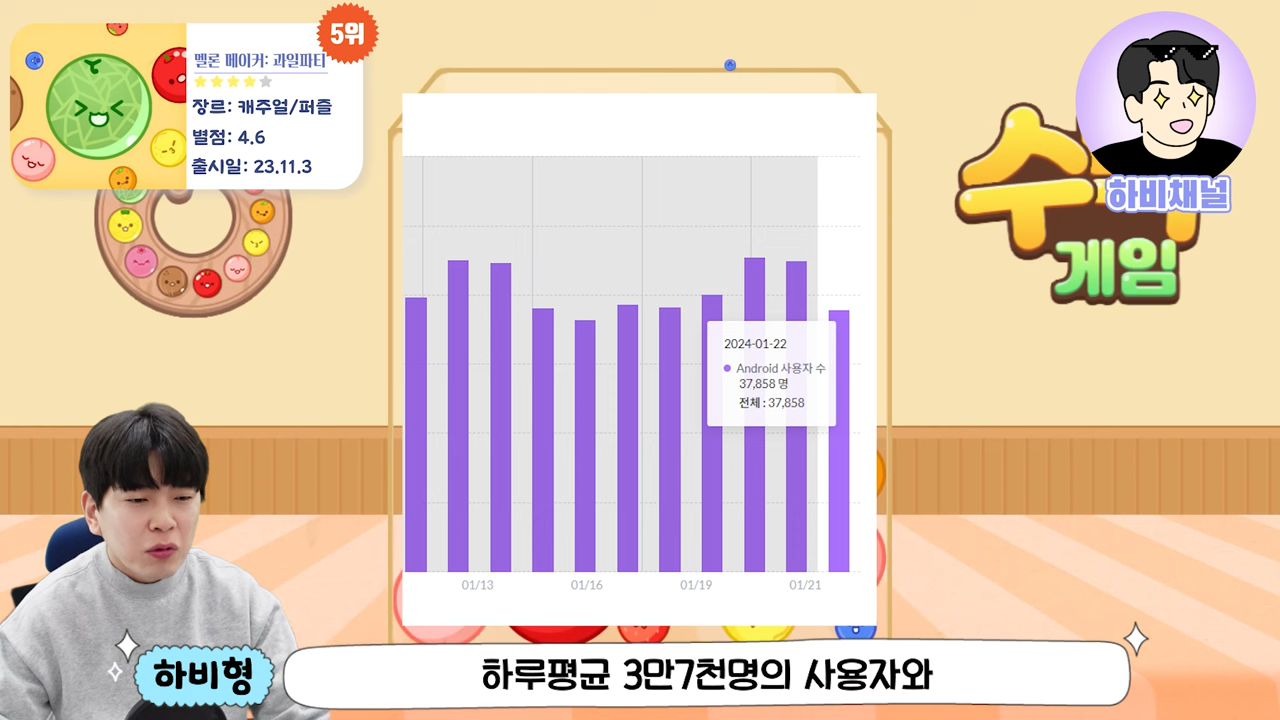 5위
멜론 메이커: 과일파티
장르: 캐주얼/퍼즐
별점: 4.6
출시일: 23.11.3
하비채널
게임
2024-01-22
Android 사용자 수
37,858 명
전체 : 37,858
01/13
01/16
01/19
01/21
하비형
하루평균 3만7천명의 사용자와